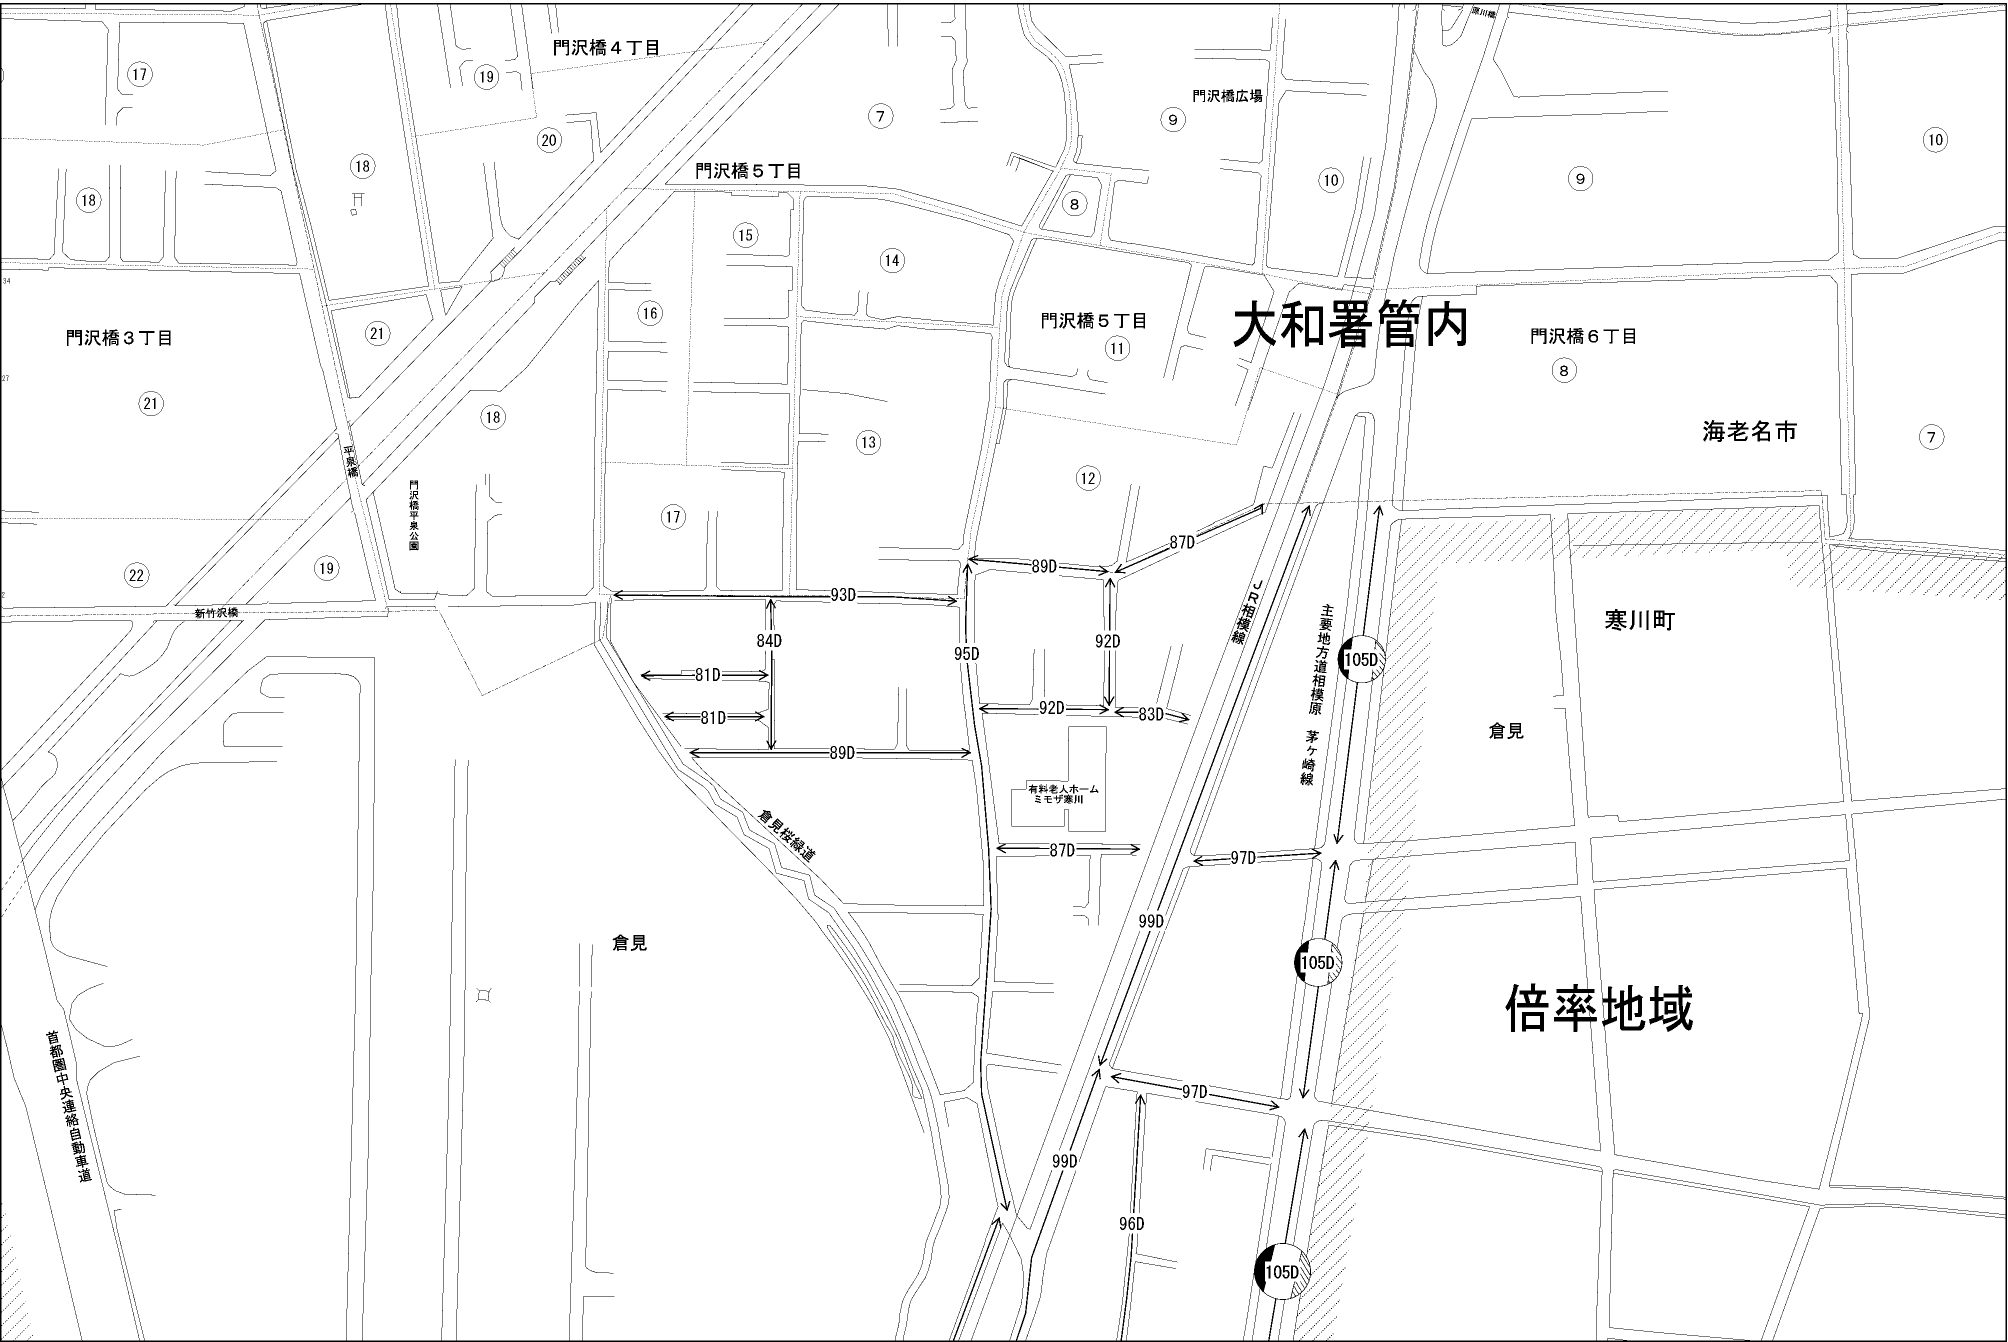 寒川橋
門沢橋４丁目
17
19
門沢橋広場
7
9
20
10
18
門沢橋５丁目
10
9
18
8
15
14
34
16
門沢橋３丁目
21
門沢橋５丁目
大和署管内
門沢橋６丁目
11
8
27
21
18
13
海老名市
7
平泉橋
12
門沢橋平泉公園
17
87D
22
19
89D
2
新竹沢橋
93D
JR相模線
主要地方道相模原 茅ヶ崎線
寒川町
84D
95D
92D
105D
81D
81D
92D
83D
倉見
89D
有料老人ホーム
ミモザ寒川
倉見桜緑道
87D
97D
99D
倉見
105D
倍率地域
首都圏中央連絡自動車道
97D
99D
96D
105D